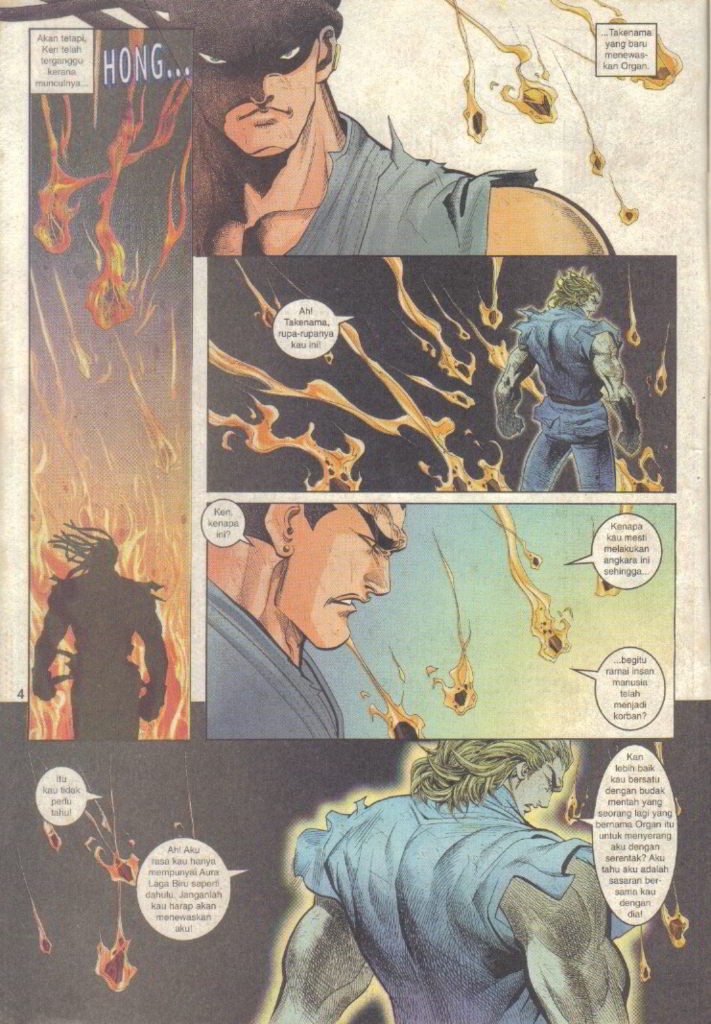 Akan tetapi,
Ken telah
terganggu
kerana
munculnya...
HONG...
...Takenama
yang baru
menewas-
kan Organ.
Ah!
Takenama,
rupa-rupanya
kau ini!
Ken,
kenapa
ini?
Kenapa
kau mesti
melakukan
angkara ini
sehingga...
...begitu
ramai insan
manusia
telah
menjadi
korban?
4
Itu
kau tidak
perlu
tahu!
Ah! Aku
rasa kau hanya
mempunyai Aura
Laga Biru seperti
dahulu. Janganlah
kau harap akan
menewaskan
aku!
Kan
lebih baik
kau bersatu
dengan budak
mentah yang
seorang lagi yang
bernama Organ itu
untuk menyerang
aku dengan
serentak? Aku
tahu aku adalah
sasaran ber-
sama kau
dengan
dia!